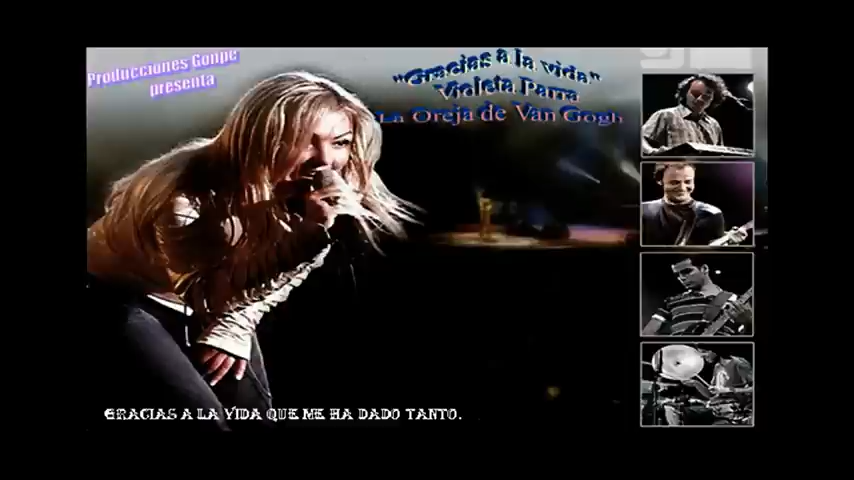 Producciones Gonpe
presenta
"Gracias a la vida"
Violeta Parra
La Oreja de Van Gogh
GRACIAS A LA VIDA QUE ME HA DADO TANTO.